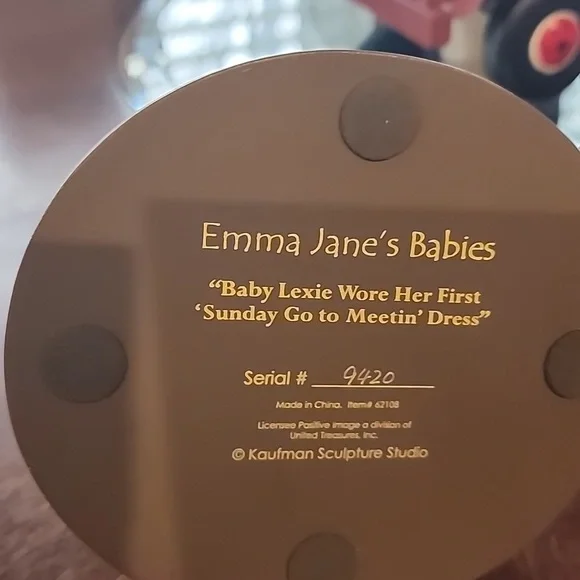 Emma Jane's Babies
“Baby Lexie Wore Her First
‘Sunday Go to Meetin’ Dress”
Serial # 9420
Made in China. Item# 62108
Licensee Positive Image a division of
United Treasures, Inc.
© Kaufman Sculpture Studio